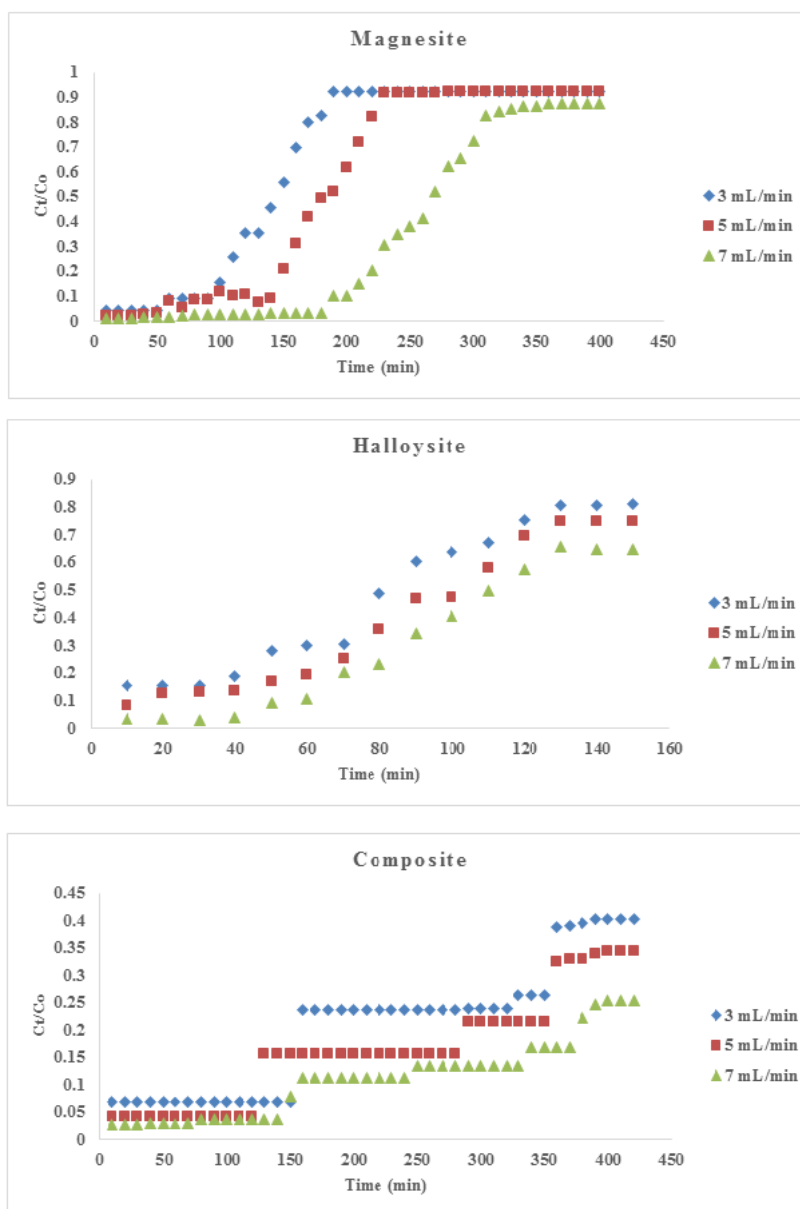 Magnesite
1
0.9
0.8
0.7
0.6
0.5
0.4
0.3
0.2
0.1
0
Ct/Co
0 50 100 150 200 250 300 350 400 450
Time (min)
3 mL/min
5 mL/min
7 mL/min
Halloysite
0.9
0.8
0.7
0.6
0.5
0.4
0.3
0.2
0.1
0
Ct/Co
0 20 40 60 80 100 120 140 160
Time (min)
3 mL/min
5 mL/min
7 mL/min
Composite
0.45
0.4
0.35
0.3
0.25
0.2
0.15
0.1
0.05
0
Ct/Co
0 50 100 150 200 250 300 350 400 450
Time (min)
3 mL/min
5 mL/min
7 mL/min